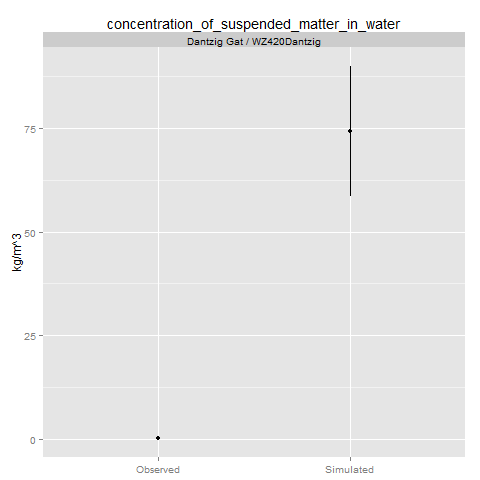 concentration_of_suspended_matter_in_water
Dantzig Gat / WZ420Dantzig
75
50
25
0
kg/m^3
Observed
Simulated